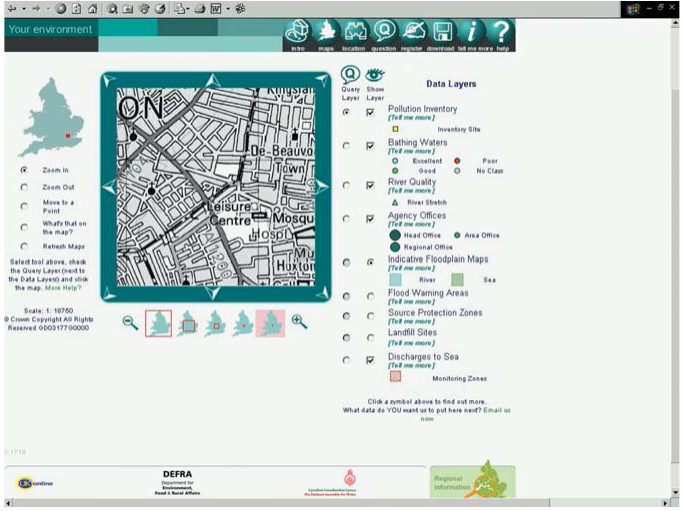 Your environment
intro maps location question register download tell me more help
ON
Kingslan
De-Beauvo
Town
Leisure
Centre
Mosqu
Hosp
Mu
Hoxton
Zoom In
Zoom Out
Move to a
Point
What's that on
the map?
Refresh Maps
Select tool above, check
the Query Layer (next to
the Data Layers) and click
the map. More Help?
Scale: 1: 18750
© Crown Copyright All Rights
Reserved GD03177G0000
Query Layer
Show Layer
Data Layers
Pollution Inventory
[Tell me more]
Inventory Site
Bathing Waters
[Tell me more]
Excellent Poor
Good No Class
River Quality
[Tell me more]
River Stretch
Agency Offices
[Tell me more]
Head Office Area Office
Regional Office
Indicative Floodplain Maps
[Tell me more]
River Sea
Flood Warning Areas
[Tell me more]
Source Protection Zones
[Tell me more]
Landfill Sites
[Tell me more]
Discharges to Sea
[Tell me more]
Monitoring Zones
Click a symbol above to find out more.
What data do YOU want us to put here next? Email us
now
UK online
DEFRA
Department for
Environment,
Food & Rural Affairs
Regional
Information